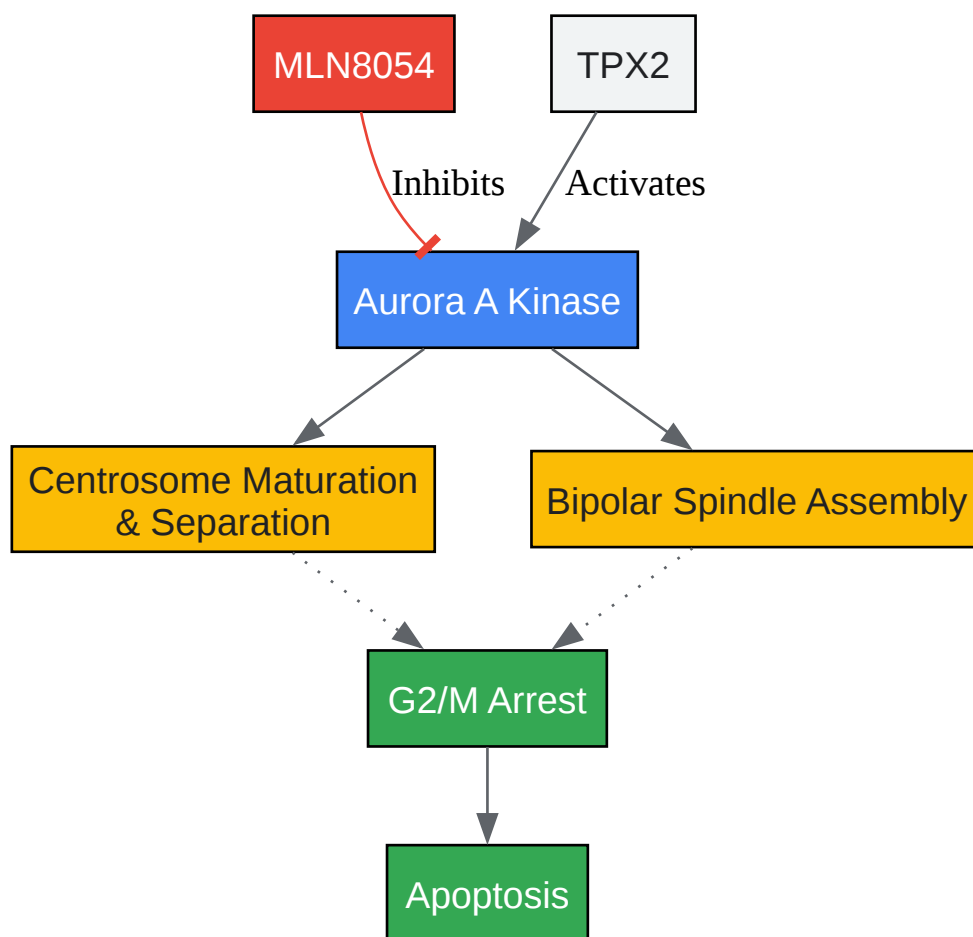 MLN8054
TPX2
Inhibits
Activates
Aurora A Kinase
Centrosome Maturation
& Separation
Bipolar Spindle Assembly
G2/M Arrest
Apoptosis